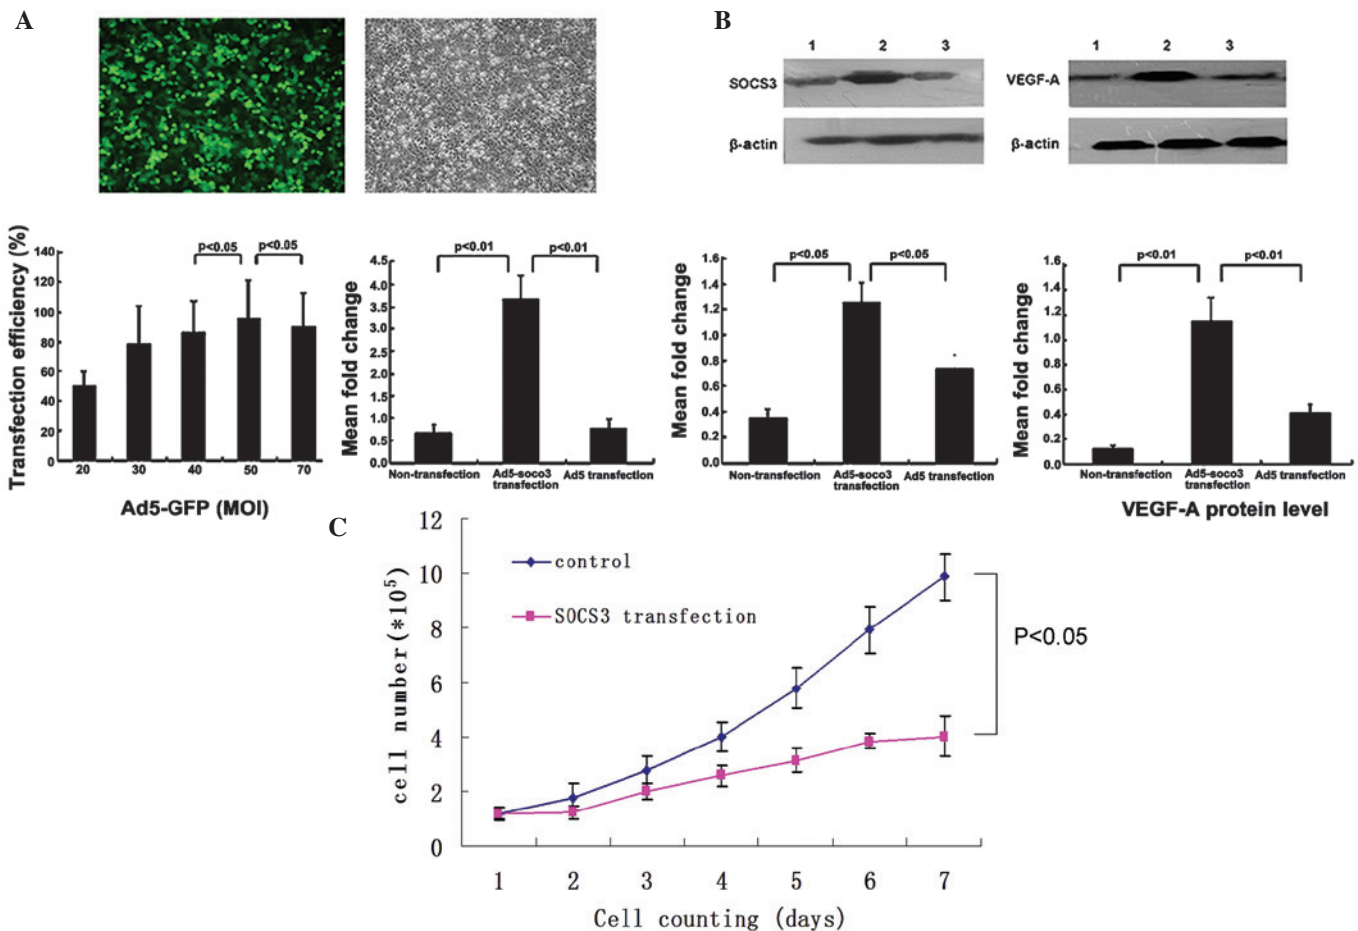 A
B
1 2 3
SOCS3
β-actin
1 2 3
VEGF-A
β-actin
Transfection efficiency (%)
140
120
100
80
60
40
20
0
p<0.05
p<0.05
20 30 40 50 70
Ad5-GFP (MOI)
Mean fold change
4.5
4.0
3.5
3.0
2.5
2.0
1.5
1.0
0.5
0.0
p<0.01
p<0.01
Non-transfection Ad5-soco3 Ad5 transfection
transfection
Mean fold change
1.6
1.4
1.2
1.0
0.8
0.6
0.4
0.2
0.0
p<0.05
p<0.05
Non-transfection Ad5-soco3 Ad5 transfection
transfection
Mean fold change
1.6
1.4
1.2
1.0
0.8
0.6
0.4
0.2
0.0
p<0.01
p<0.01
Non-transfection Ad5-soco3 Ad5 transfection
transfection
VEGF-A protein level
C
cell number(*10⁵)
12
10
8
6
4
2
0
control
SOCS3 transfection
P<0.05
1 2 3 4 5 6 7
Cell counting (days)